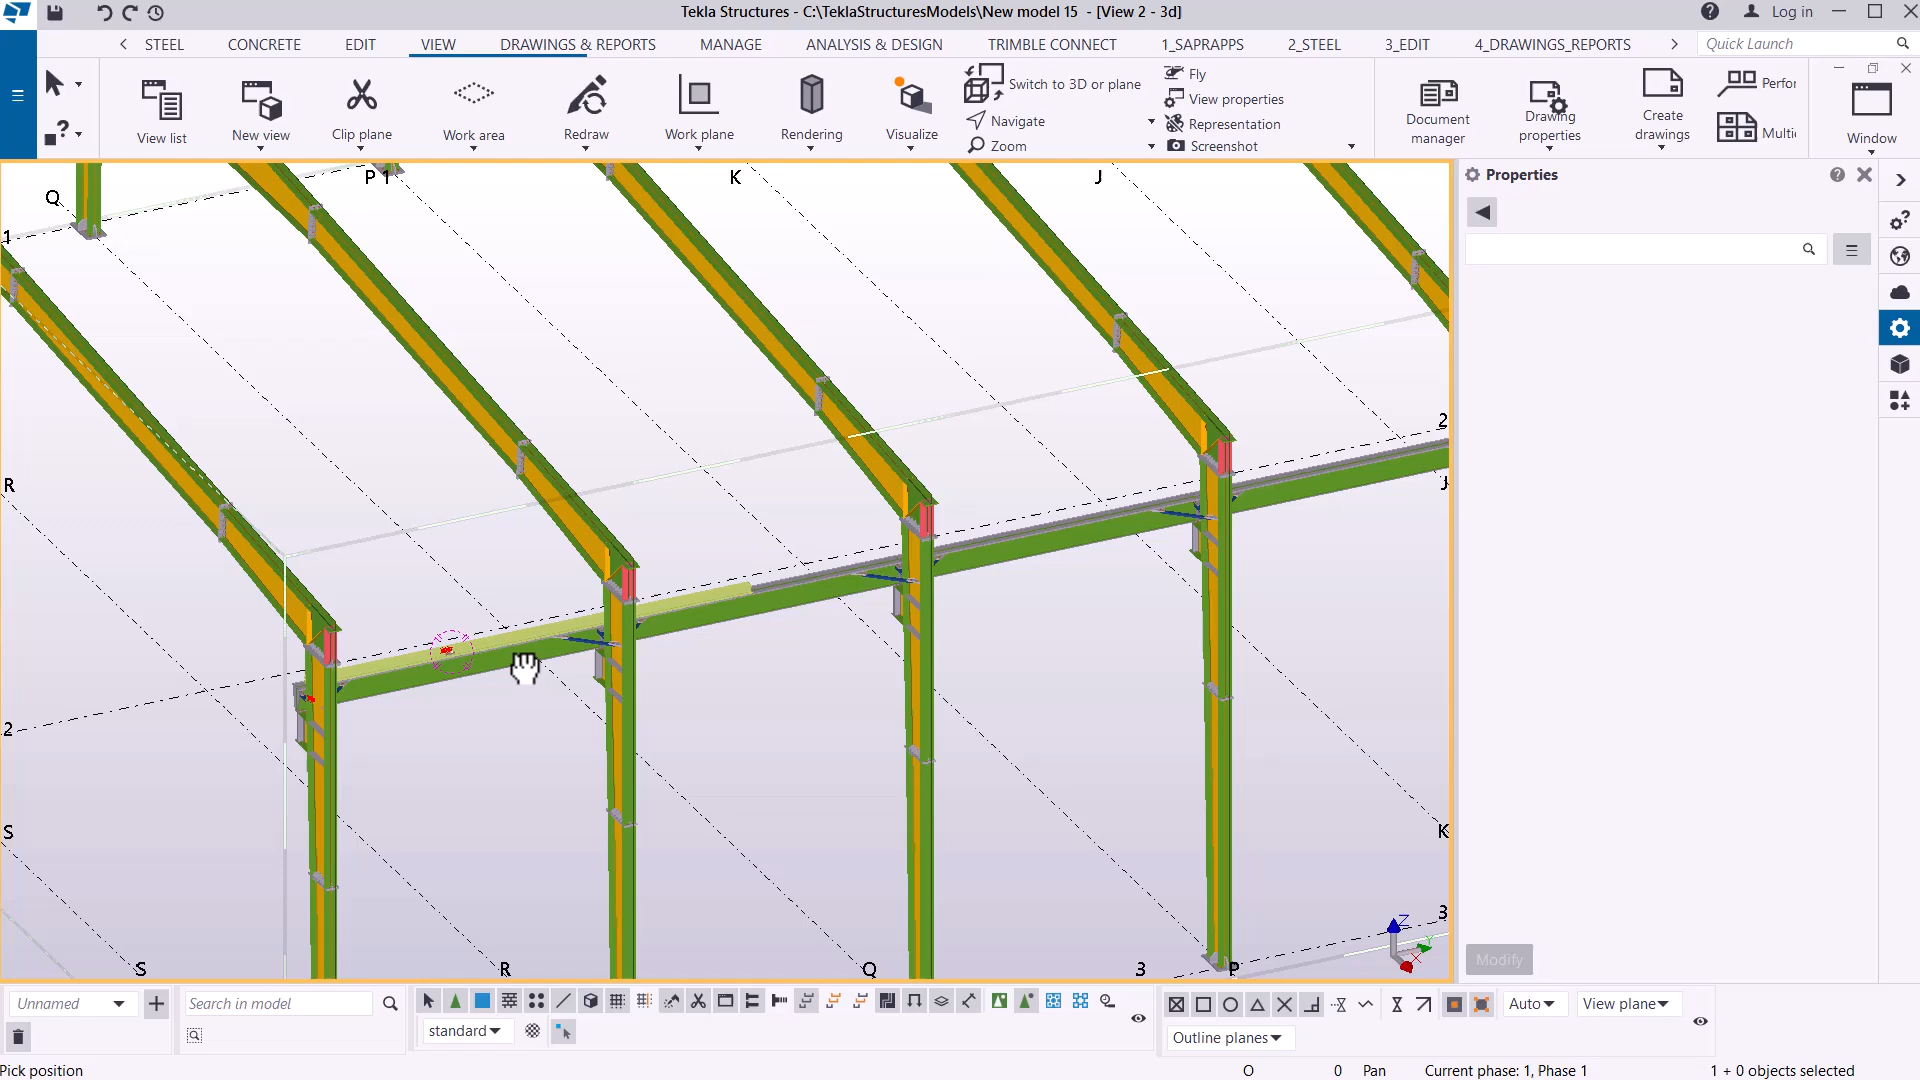 Tekla Structures - C:\TeklaStructuresModels\New model 15 - [View 2 - 3d]
Log in
STEEL CONCRETE EDIT VIEW DRAWINGS & REPORTS MANAGE ANALYSIS & DESIGN TRIMBLE CONNECT 1_SAPRAPPS 2_STEEL 3_EDIT 4_DRAWINGS_REPORTS Quick Launch
View list
New view
Clip plane
Work area
Redraw
Work plane
Rendering
Visualize
Switch to 3D or plane
Navigate
Zoom
Fly
View properties
Representation
Screenshot
Document manager
Drawing properties
Create drawings
Perfor
Multi
Window
Properties
Q P 1 K J
1
2
J
R
2
S
K
3
S R Q 3 P
Z
Y
X
Modify
Unnamed
Search in model
standard
Auto
View plane
Outline planes
Pick position
O 0 Pan Current phase: 1, Phase 1 1 + 0 objects selected